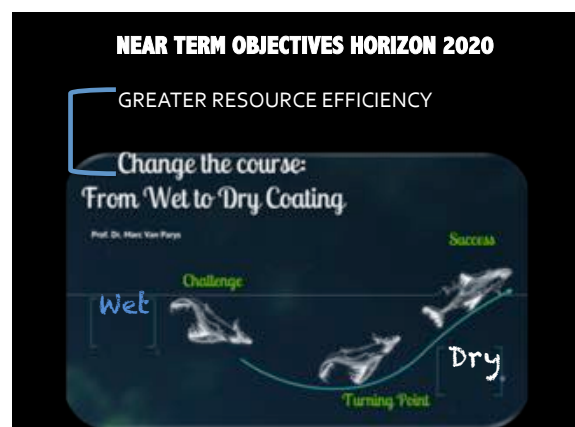 NEAR TERM OBJECTIVES HORIZON 2020
GREATER RESOURCE EFFICIENCY
Change the course:
From Wet to Dry Coating
Prof. Dr. Marc Van Parys
Success
Challenge
Wet
Dry
Turning Point